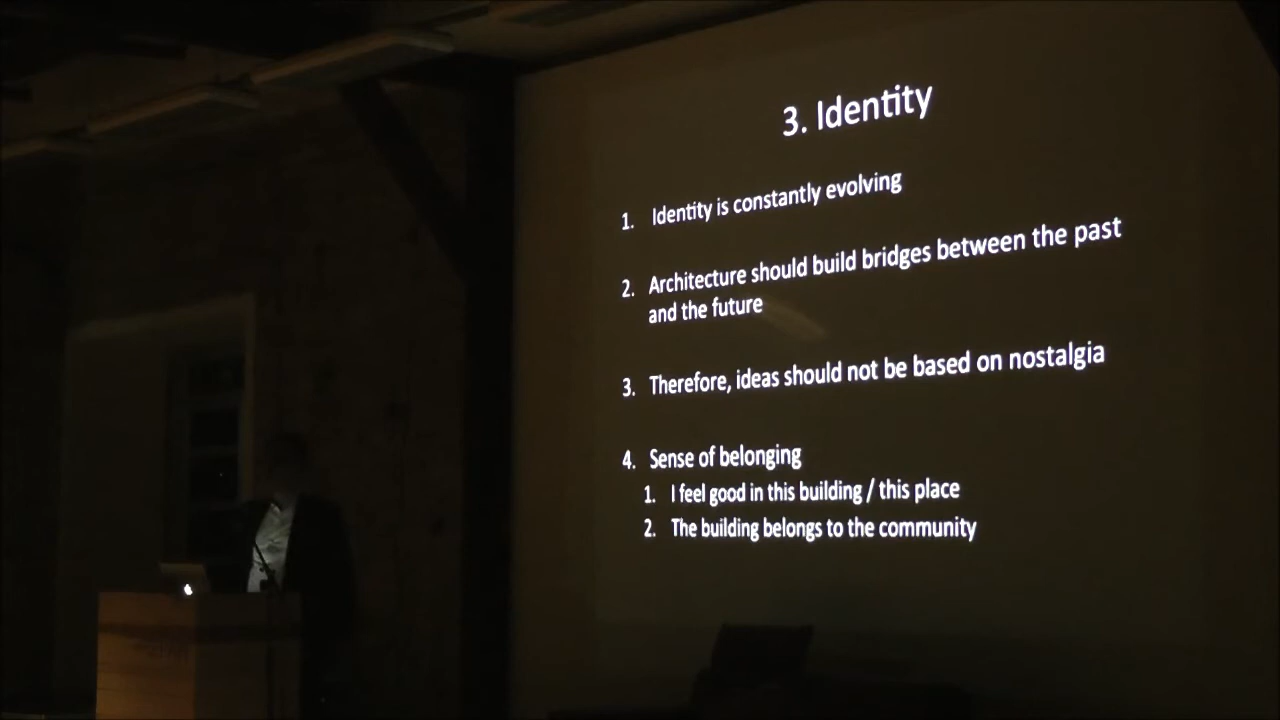 3. Identity
1. Identity is constantly evolving
2. Architecture should build bridges between the past
and the future
3. Therefore, ideas should not be based on nostalgia
4. Sense of belonging
1. I feel good in this building / this place
2. The building belongs to the community